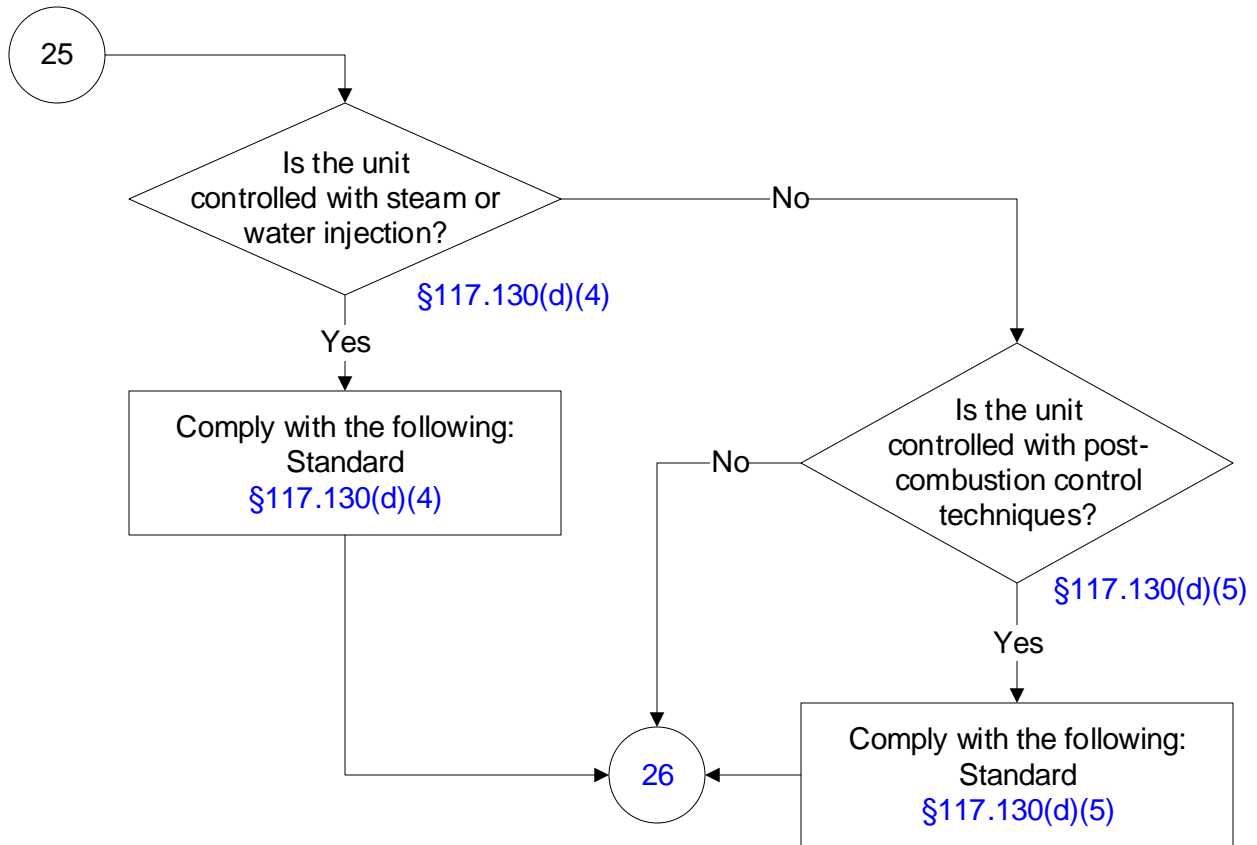 25
Is the unit
controlled with steam or
water injection?
No
§117.130(d)(4)
Yes
Comply with the following:
Standard
§117.130(d)(4)
Is the unit
controlled with post-
combustion control
techniques?
No
§117.130(d)(5)
Yes
Comply with the following:
Standard
§117.130(d)(5)
26